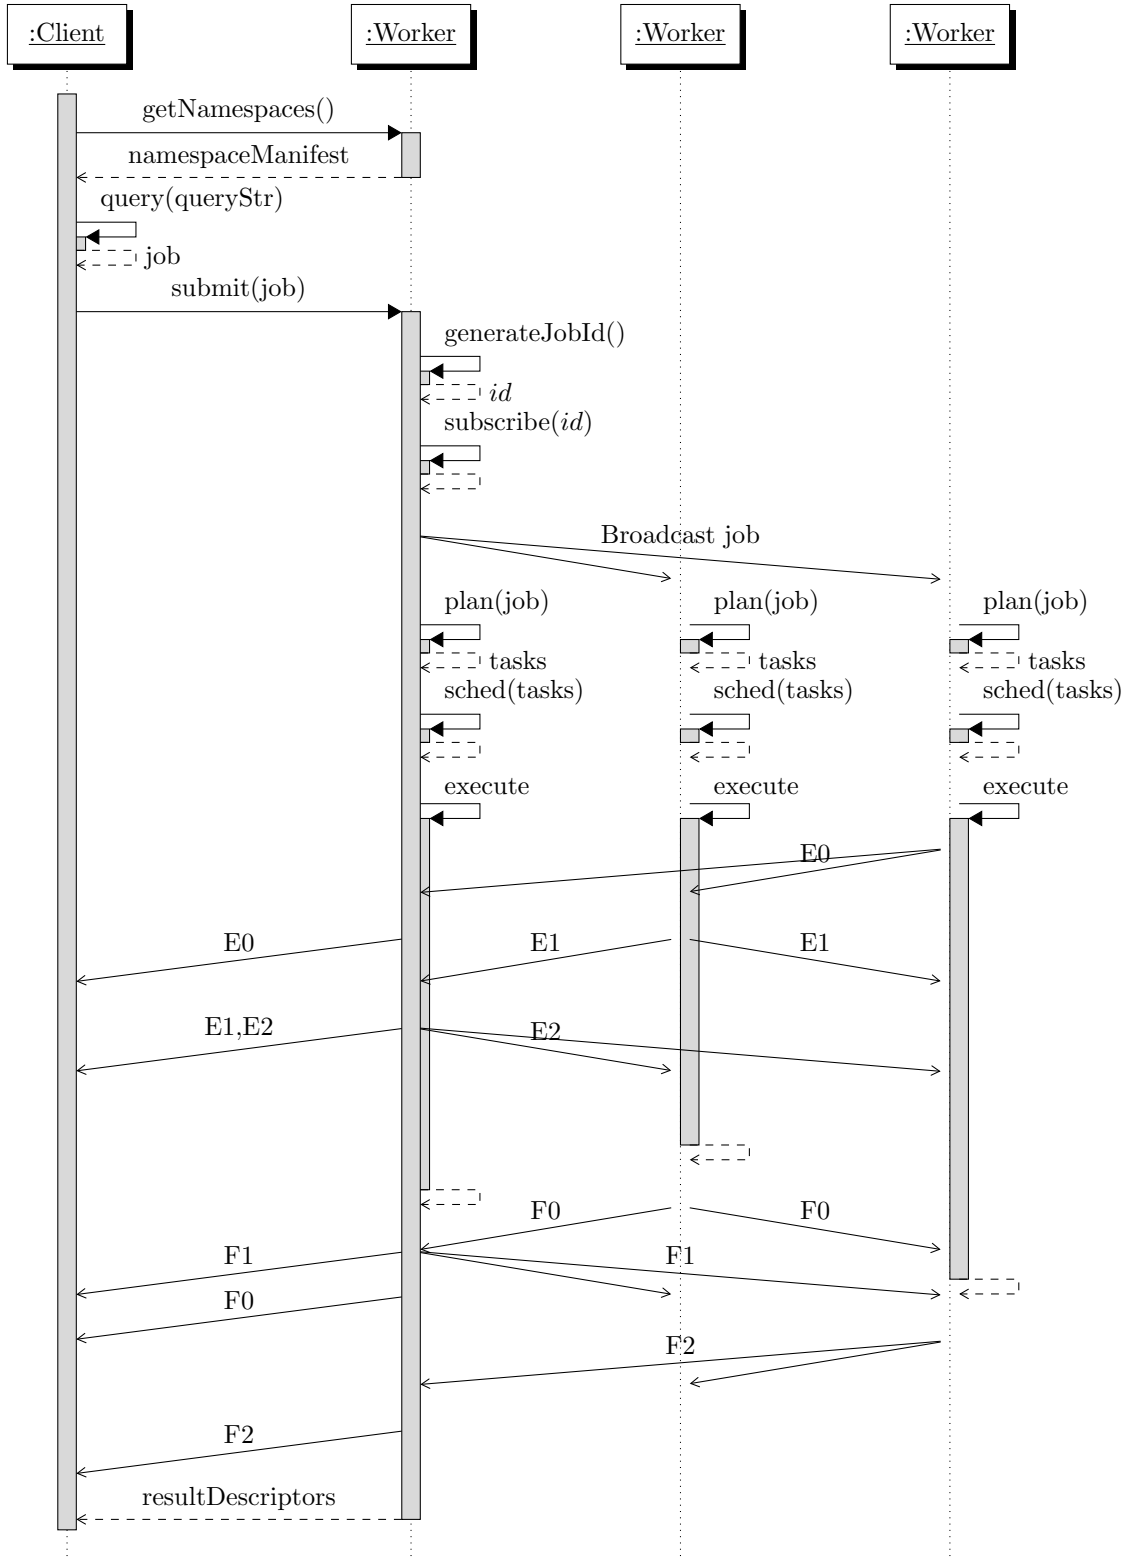 :Client :Worker :Worker :Worker
getNamespaces()
namespaceManifest
query(queryStr)
job
submit(job)
generateJobId()
id
subscribe(id)
Broadcast job
plan(job) plan(job) plan(job)
tasks tasks tasks
sched(tasks) sched(tasks) sched(tasks)
execute execute execute
E0
E0 E1 E1
E1,E2 E2
F0 F0
F1 F1
F0
F2
F2
resultDescriptors